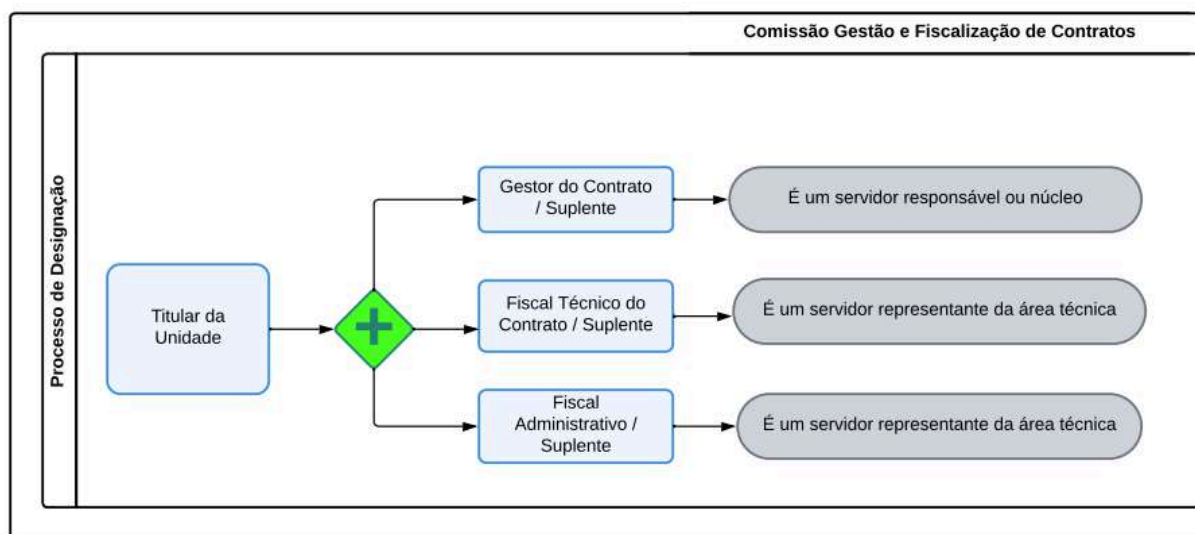 Comissão Gestão e Fiscalização de Contratos
Processo de Designação
Titular da
Unidade
Gestor do Contrato
/ Suplente
É um servidor responsável ou núcleo
Fiscal Técnico do
Contrato / Suplente
É um servidor representante da área técnica
Fiscal
Administrativo /
Suplente
É um servidor representante da área técnica